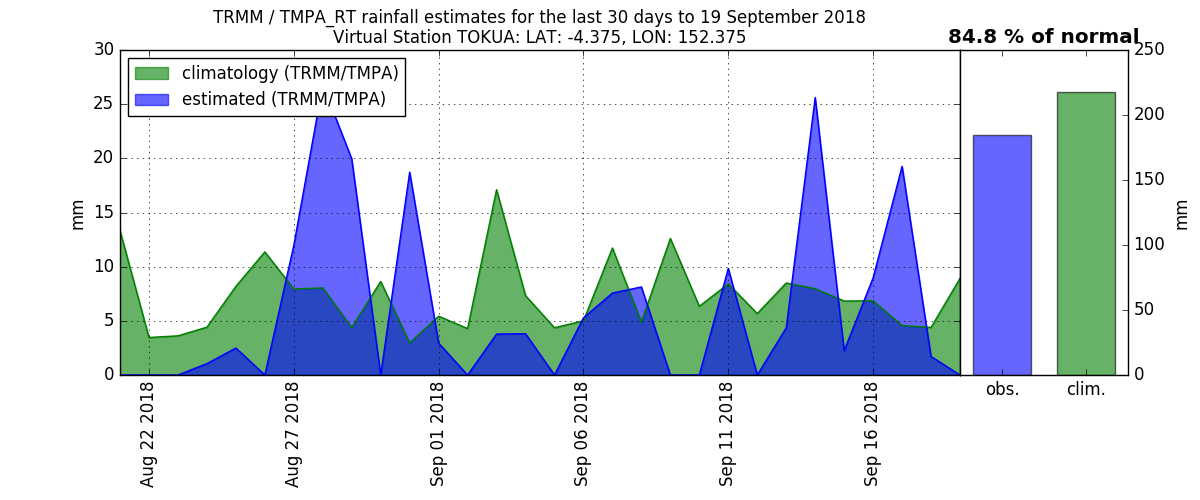 TRMM / TMPA_RT rainfall estimates for the last 30 days to 19 September 2018
Virtual Station TOKUA: LAT: -4.375, LON: 152.375
84.8 % of normal
climatology (TRMM/TMPA)
estimated (TRMM/TMPA)
30
25
20
15
10
5
0
mm
Aug 22 2018
Aug 27 2018
Sep 01 2018
Sep 06 2018
Sep 11 2018
Sep 16 2018
obs.
clim.
250
200
150
100
50
0
mm